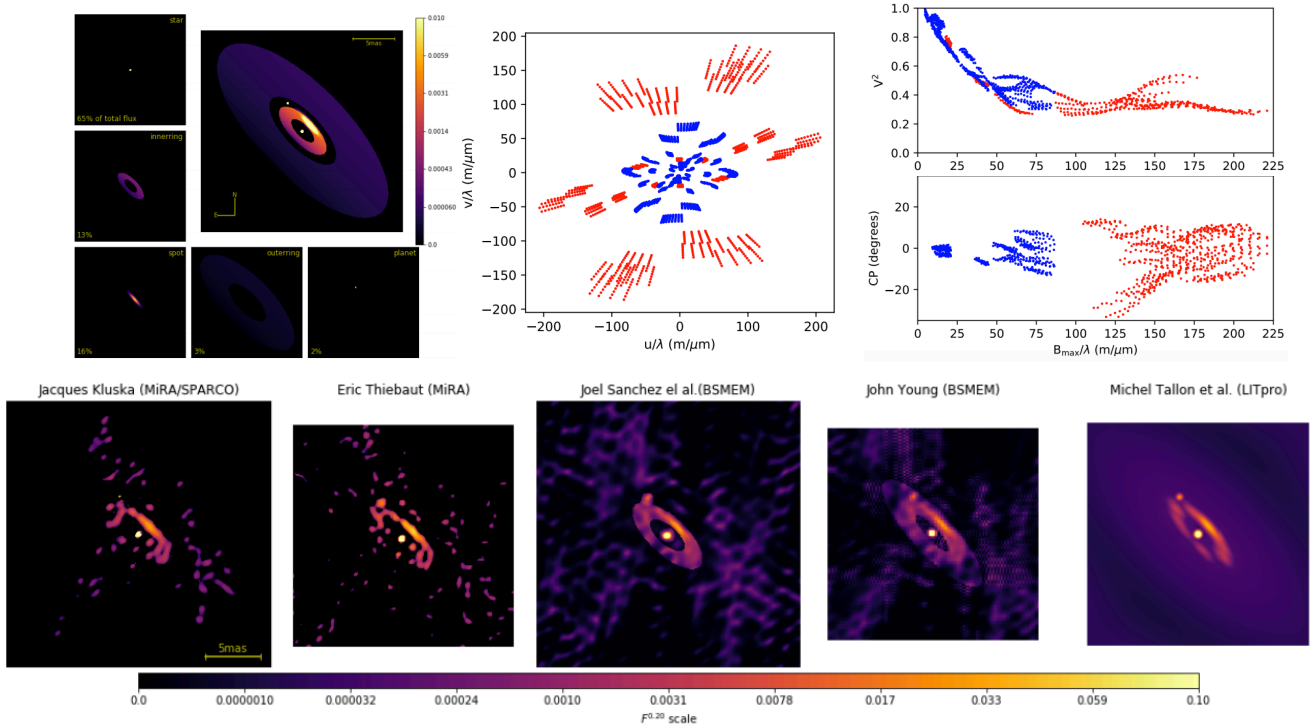 star
65% of total flux
innerring
13%
spot
16%
outerring
3%
planet
2%
5mas
N
E
0.010
0.0059
0.0031
0.0014
0.00043
0.000060
0.0
v/λ (m/μm)
200
150
100
50
0
−50
−100
−150
−200
−200 −100 0 100 200
u/λ (m/μm)
V²
1.0
0.8
0.6
0.4
0.2
0.0
0 25 50 75 100 125 150 175 200 225
CP (degrees)
20
0
−20
0 25 50 75 100 125 150 175 200 225
Bmax/λ (m/μm)
Jacques Kluska (MiRA/SPARCO)
Eric Thiebaut (MiRA)
Joel Sanchez el al.(BSMEM)
John Young (BSMEM)
Michel Tallon et al. (LITpro)
5mas
0.0 0.0000010 0.000032 0.00024 0.0010 0.0031 0.0078 0.017 0.033 0.059 0.10
F^0.20 scale